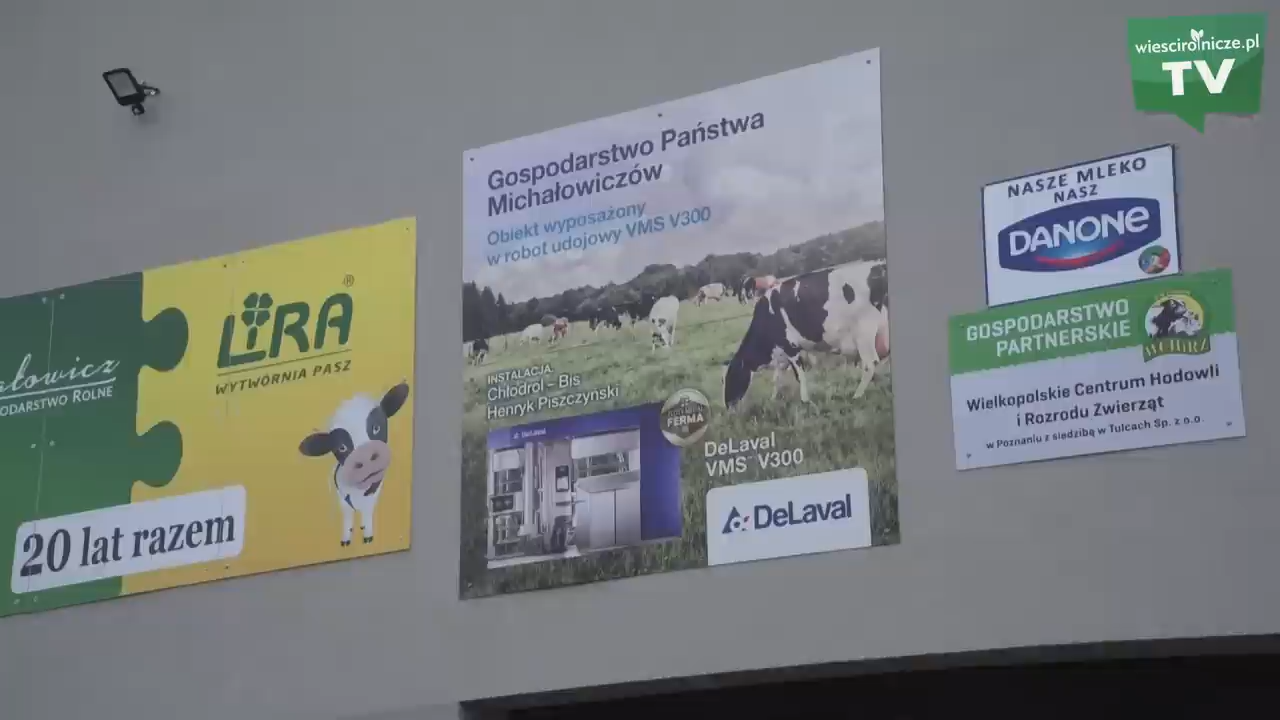 wiescirolnicze.pl
TV
ałowicz
ODARSTWO ROLNE
LIRA®
WYTWÓRNIA PASZ
20 lat razem
Gospodarstwo Państwa
Michałowiczów
Obiekt wyposażony
w robot udojowy VMS V300
INSTALACJA:
Chłodrol – Bis
Henryk Piszczyński
DeLaval
FERMA
DeLaval
VMS™ V300
DeLaval
NASZE MLEKO
NASZ
DANONE
GOSPODARSTWO
PARTNERSKIE
Wielkopolskie Centrum Hodowli
i Rozrodu Zwierząt
w Poznaniu z siedzibą w Tulcach Sp. z o.o.